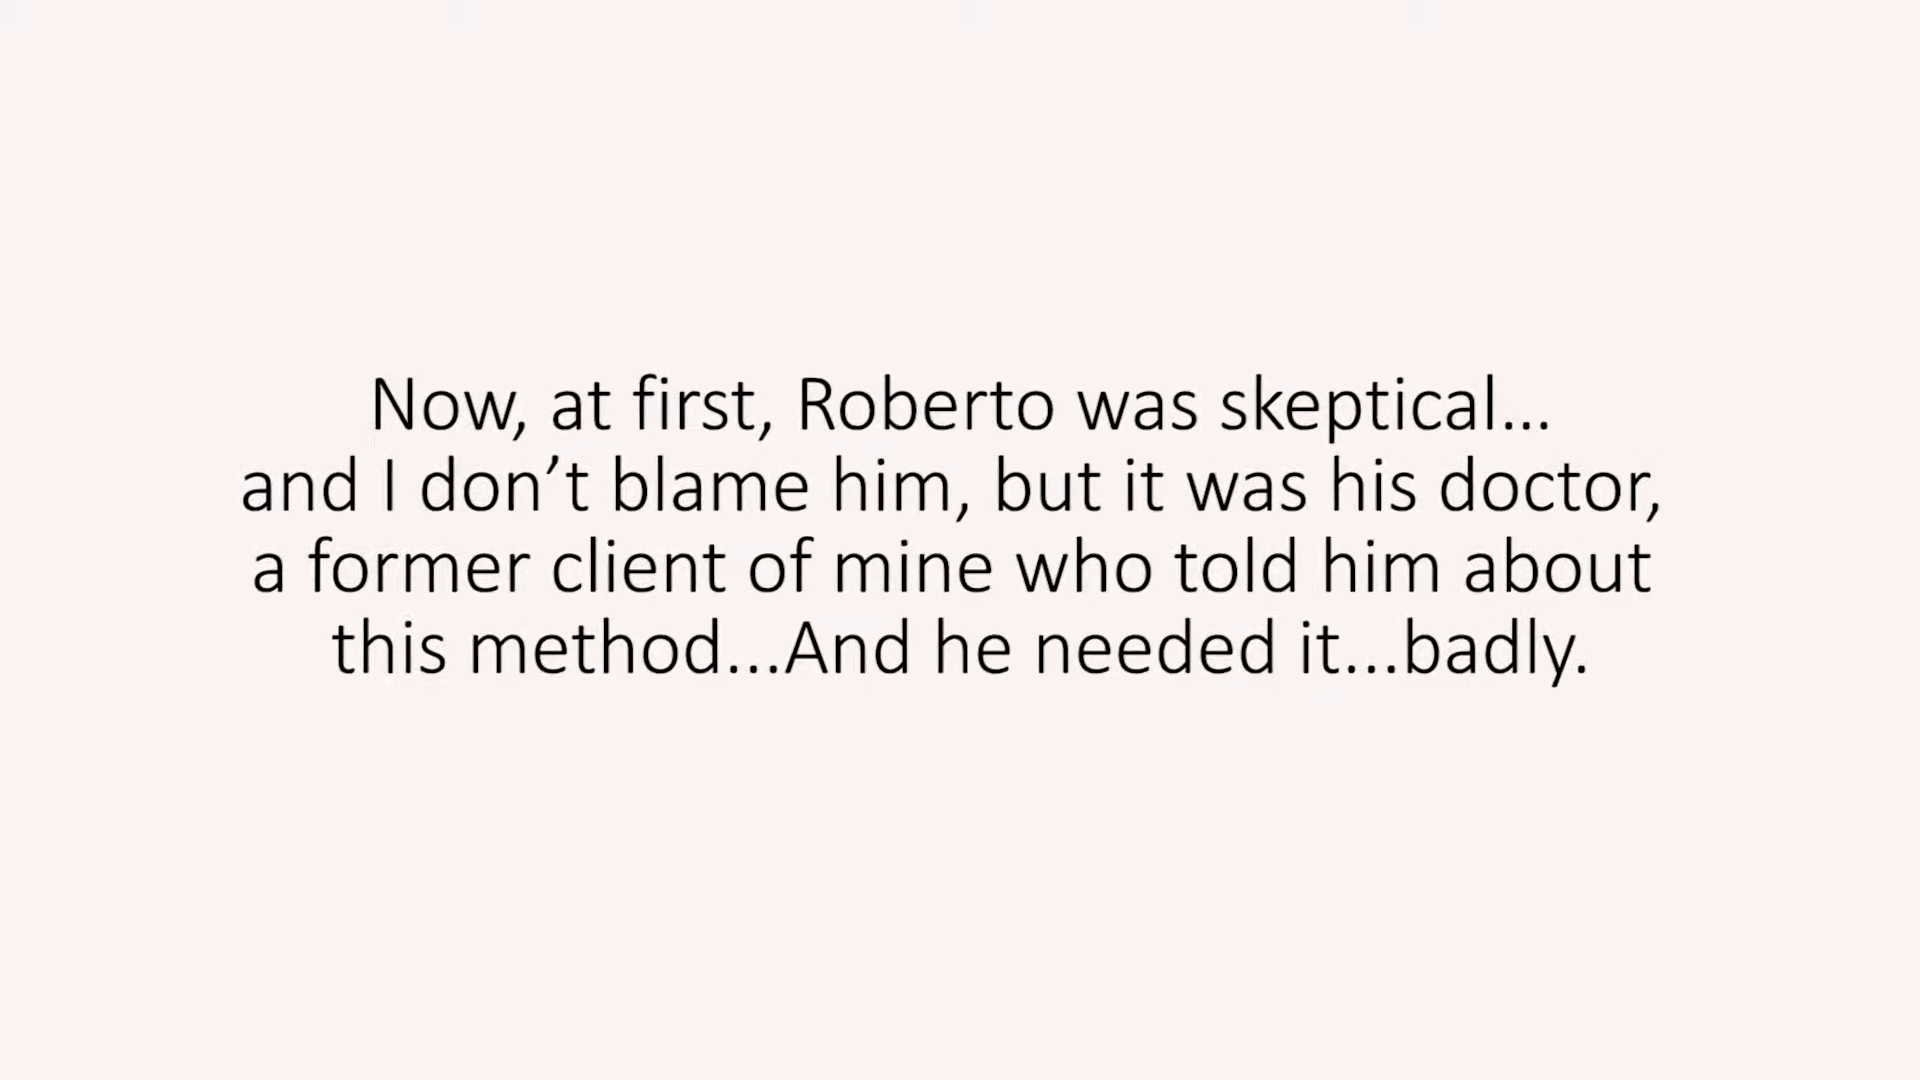 Now, at first, Roberto was skeptical...
and I don’t blame him, but it was his doctor,
a former client of mine who told him about
this method...And he needed it...badly.